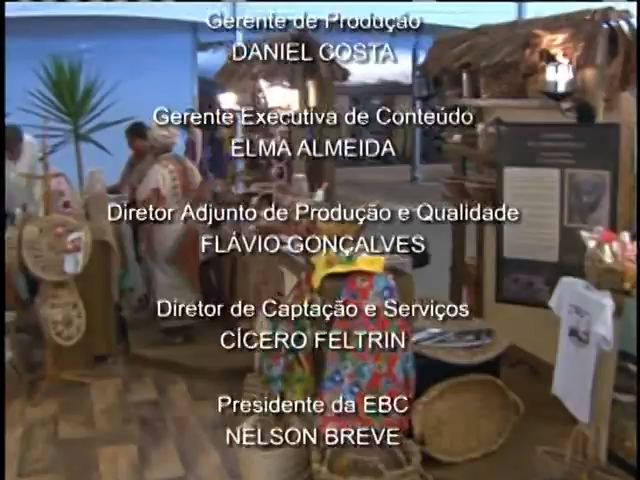 Gerente de Produção
DANIEL COSTA
Gerente Executiva de Conteúdo
ELMA ALMEIDA
Diretor Adjunto de Produção e Qualidade
FLÁVIO GONÇALVES
Diretor de Captação e Serviços
CÍCERO FELTRIN
Presidente da EBC
NELSON BREVE